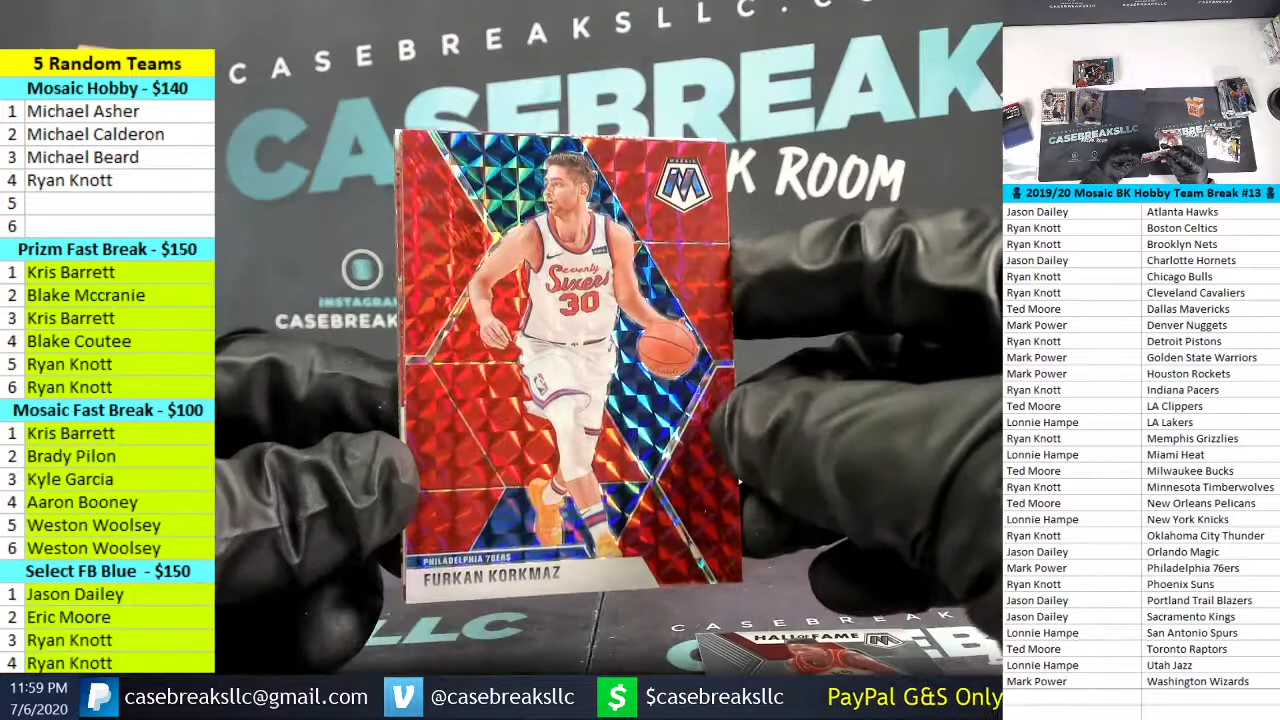 5 Random Teams
Mosaic Hobby - $140
1 Michael Asher
2 Michael Calderon
3 Michael Beard
4 Ryan Knott
5
6
Prizm Fast Break - $150
1 Kris Barrett
2 Blake Mccranie
3 Kris Barrett
4 Blake Coutee
5 Ryan Knott
6 Ryan Knott
Mosaic Fast Break - $100
1 Kris Barrett
2 Brady Pilon
3 Kyle Garcia
4 Aaron Booney
5 Weston Woolsey
6 Weston Woolsey
Select FB Blue - $150
1 Jason Dailey
2 Eric Moore
3 Ryan Knott
4 Ryan Knott
CASEBREAKSLLC.CO
CASEBREAK
K ROOM
INSTAGRAM
CASEBREAKS
MOSAIC
Seventy
Sixers
30
PHILADELPHIA 76ERS
FURKAN KORKMAZ
LLC
CASEBREA
HALL OF FAME
CASEBREAKSLLC
BREAK ROOM
CASEBREAKSLLC
2019/20 Mosaic BK Hobby Team Break #13
Jason Dailey Atlanta Hawks
Ryan Knott Boston Celtics
Ryan Knott Brooklyn Nets
Jason Dailey Charlotte Hornets
Ryan Knott Chicago Bulls
Ryan Knott Cleveland Cavaliers
Ted Moore Dallas Mavericks
Mark Power Denver Nuggets
Ryan Knott Detroit Pistons
Mark Power Golden State Warriors
Mark Power Houston Rockets
Ryan Knott Indiana Pacers
Ted Moore LA Clippers
Lonnie Hampe LA Lakers
Ryan Knott Memphis Grizzlies
Lonnie Hampe Miami Heat
Ted Moore Milwaukee Bucks
Ryan Knott Minnesota Timberwolves
Ted Moore New Orleans Pelicans
Lonnie Hampe New York Knicks
Ryan Knott Oklahoma City Thunder
Jason Dailey Orlando Magic
Mark Power Philadelphia 76ers
Ryan Knott Phoenix Suns
Jason Dailey Portland Trail Blazers
Jason Dailey Sacramento Kings
Lonnie Hampe San Antonio Spurs
Ted Moore Toronto Raptors
Lonnie Hampe Utah Jazz
Mark Power Washington Wizards
11:59 PM
7/6/2020
casebreaksllc@gmail.com
@casebreaksllc
$casebreaksllc
PayPal G&S Only